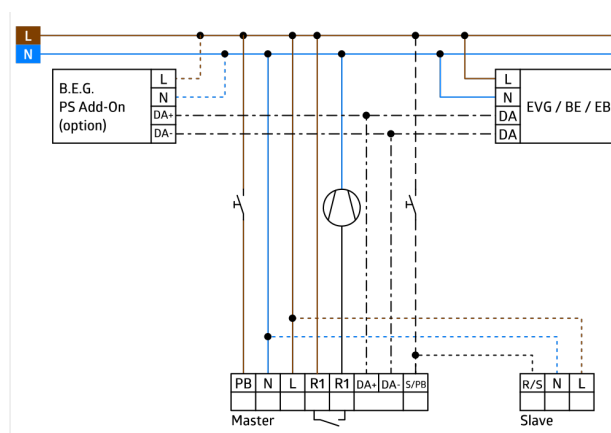 L
N
B.E.G.
PS Add-On
(option)
L
N
DA+
DA-
L
N
DA
DA
EVG / BE / EB
PB N L R1 R1 DA+ DA- S/PB
Master
R/S N L
Slave